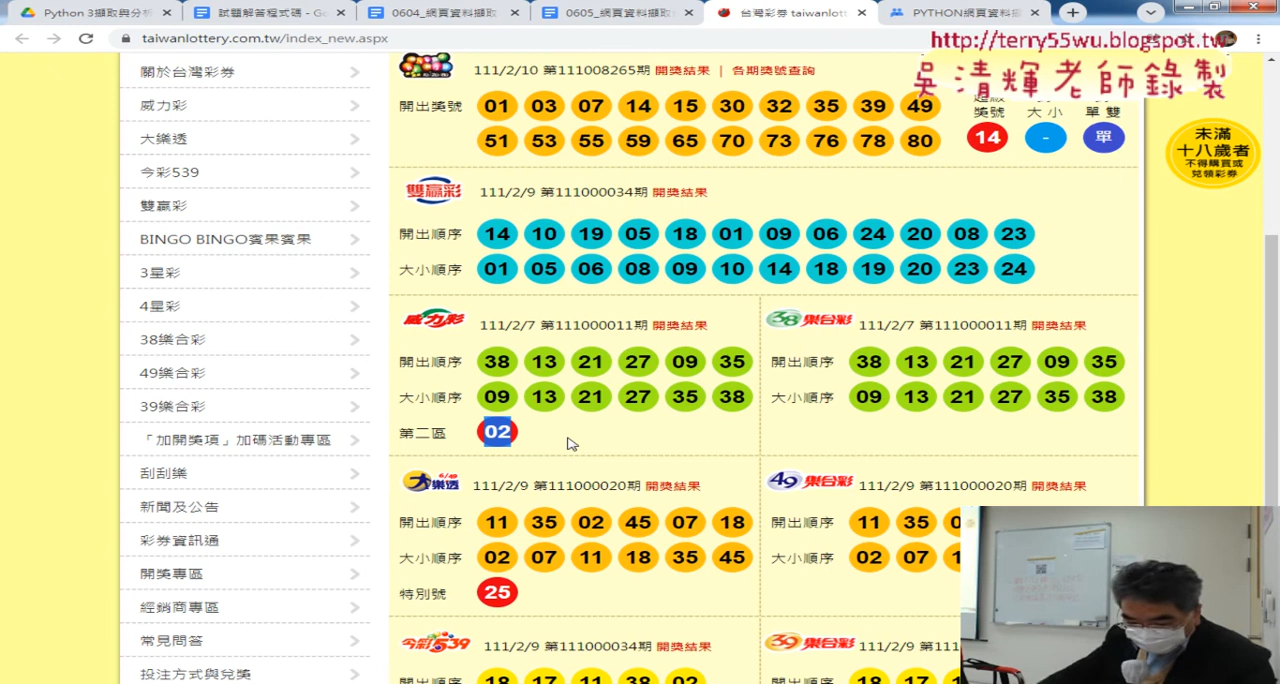 Python 3擷取與分析
試題解答程式碼 - Go
0604_網頁資料擷取
0605_網頁資料擷取
台灣彩券 taiwanlott
PYTHON網頁資料擷
taiwanlottery.com.tw/index_new.aspx
http://terry55wu.blogspot.tw
吳清輝老師錄製
關於台灣彩券
威力彩
大樂透
今彩539
雙贏彩
BINGO BINGO賓果賓果
3星彩
4星彩
38樂合彩
49樂合彩
39樂合彩
「加開獎項」加碼活動專區
刮刮樂
新聞及公告
彩券資訊通
開獎專區
經銷商專區
常見問答
投注方式與兌獎
111/2/10 第111008265期 開獎結果 | 各期獎號查詢
開出獎號 01 03 07 14 15 30 32 35 39 49
51 53 55 59 65 70 73 76 78 80
獎號 大小 單雙
14 - 單
雙贏彩 111/2/9 第111000034期 開獎結果
開出順序 14 10 19 05 18 01 09 06 24 20 08 23
大小順序 01 05 06 08 09 10 14 18 19 20 23 24
威力彩 111/2/7 第111000011期 開獎結果
開出順序 38 13 21 27 09 35
大小順序 09 13 21 27 35 38
第二區 02
38樂合彩 111/2/7 第111000011期 開獎結果
開出順序 38 13 21 27 09 35
大小順序 09 13 21 27 35 38
大樂透 6/49 111/2/9 第111000020期 開獎結果
開出順序 11 35 02 45 07 18
大小順序 02 07 11 18 35 45
特別號 25
49樂合彩 111/2/9 第111000020期 開獎結果
開出順序 11 35
大小順序 02 07
今彩539 111/2/9 第111000034期 開獎結果
開出順序 18 17 11 38 02
39樂合彩 111/2/9 第111
開出順序 18 17
未滿
十八歲者
不得購買或
兌領彩券